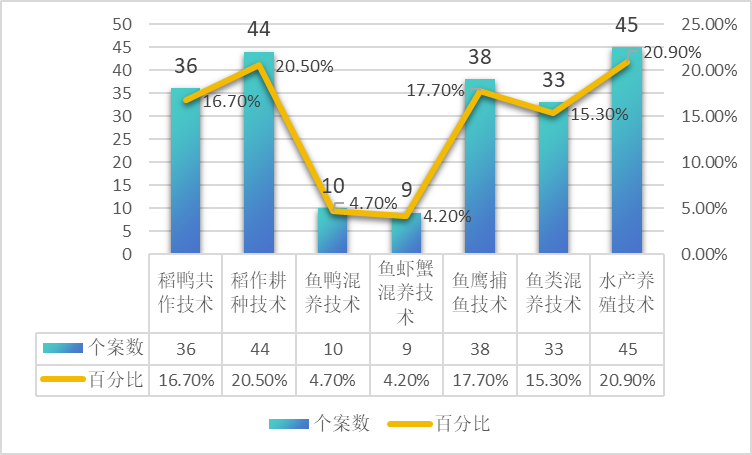 50
45
40
35
30
25
20
15
10
5
0
25.00%
20.00%
15.00%
10.00%
5.00%
0.00%
36
44
10
9
38
33
45
16.70%
20.50%
4.70%
4.20%
17.70%
15.30%
20.90%
稻鸭共
作技术
稻作耕
种技术
鱼鸭混
养技术
鱼虾蟹
混养技
术
鱼鹰捕
鱼技术
鱼类混
养技术
水产养
殖技术
个案数 36 44 10 9 38 33 45
百分比 16.70% 20.50% 4.70% 4.20% 17.70% 15.30% 20.90%
个案数 百分比